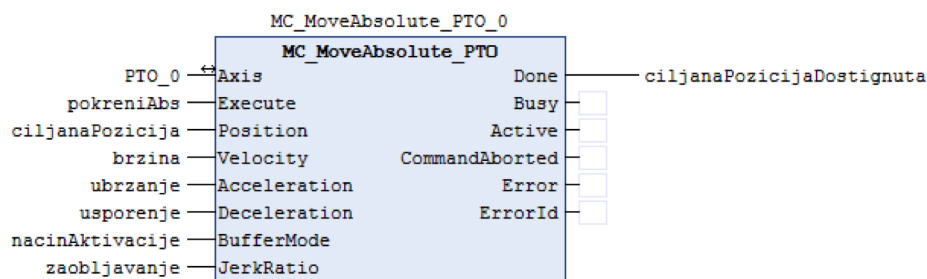 MC_MoveAbsolute_PTO_0
MC_MoveAbsolute_PTO
PTO_0 Axis Done ciljanaPozicijaDostignuta
pokreniAbs Execute Busy
ciljanaPozicija Position Active
brzina Velocity CommandAborted
ubrzanje Acceleration Error
usporenje Deceleration ErrorId
nacinAktivacije BufferMode
zaobljavanje JerkRatio